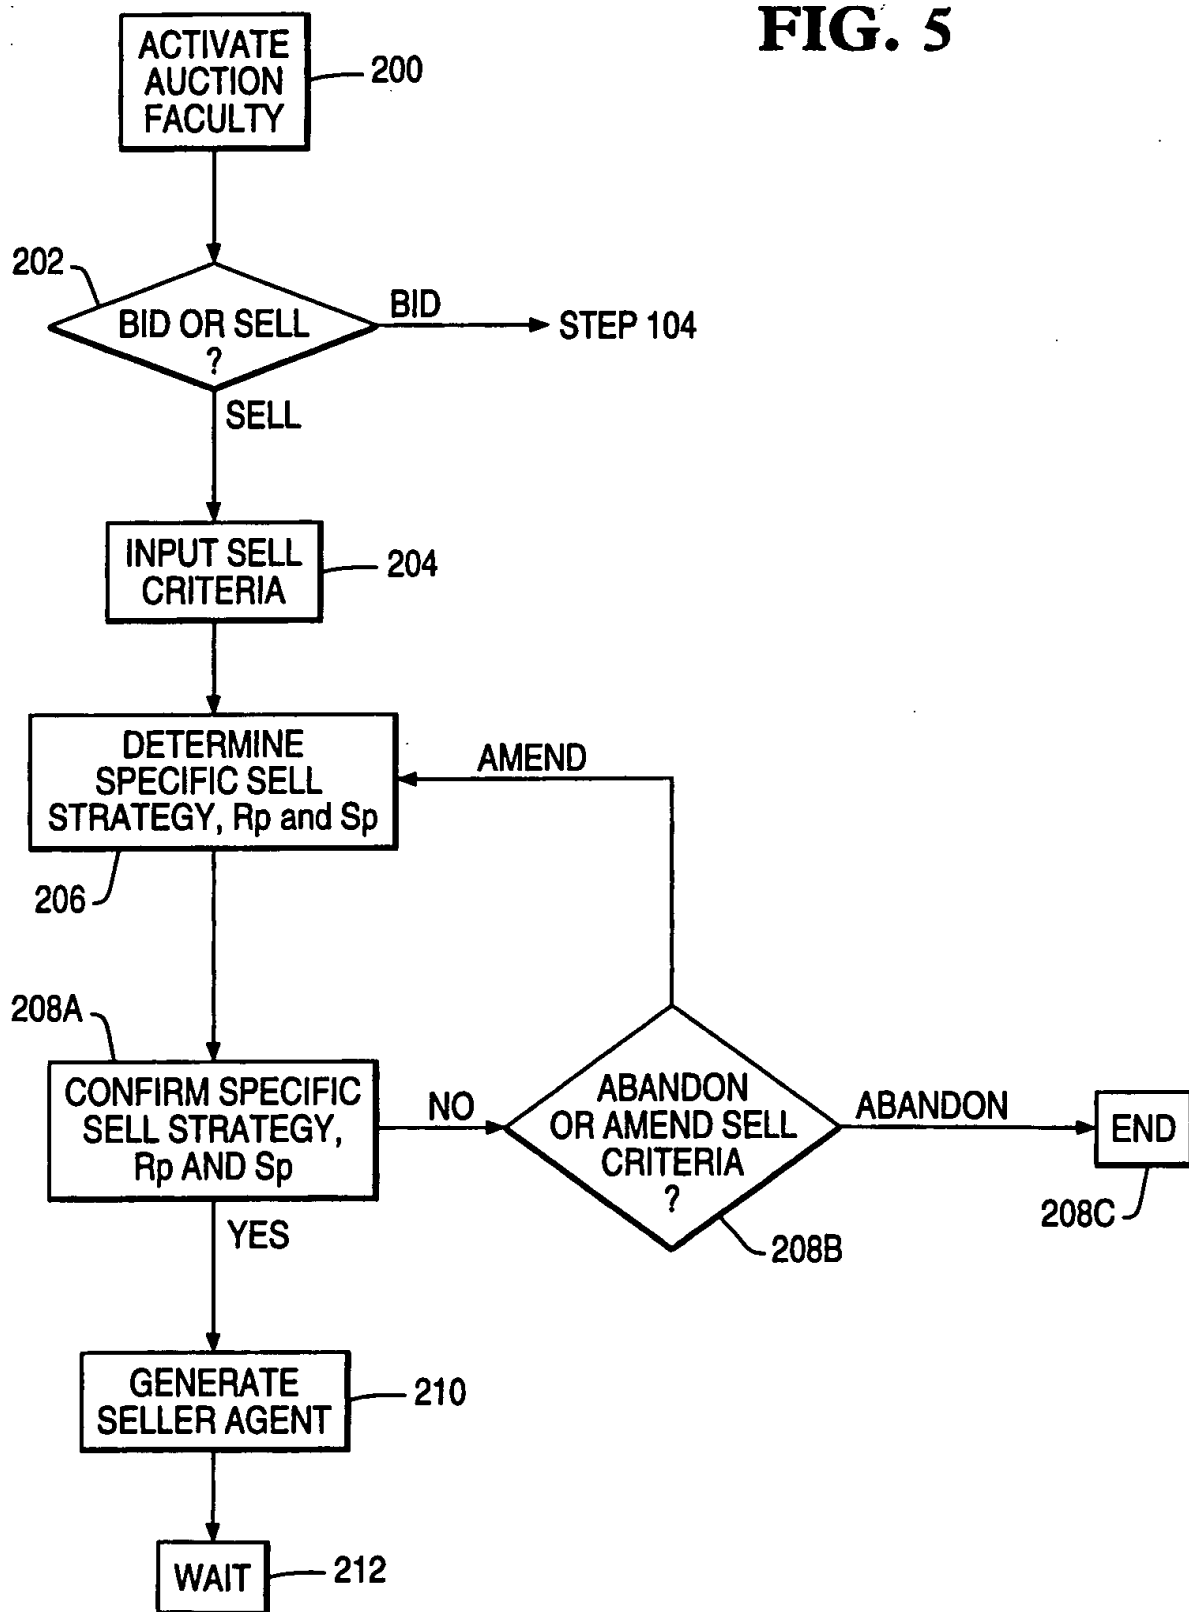 FIG. 5
ACTIVATE
AUCTION
FACULTY
200
202
BID OR SELL
?
BID
STEP 104
SELL
INPUT SELL
CRITERIA
204
DETERMINE
SPECIFIC SELL
STRATEGY, Rp and Sp
AMEND
206
208A
CONFIRM SPECIFIC
SELL STRATEGY,
Rp AND Sp
NO
ABANDON
OR AMEND SELL
CRITERIA
?
ABANDON
END
208C
208B
YES
GENERATE
SELLER AGENT
210
WAIT
212